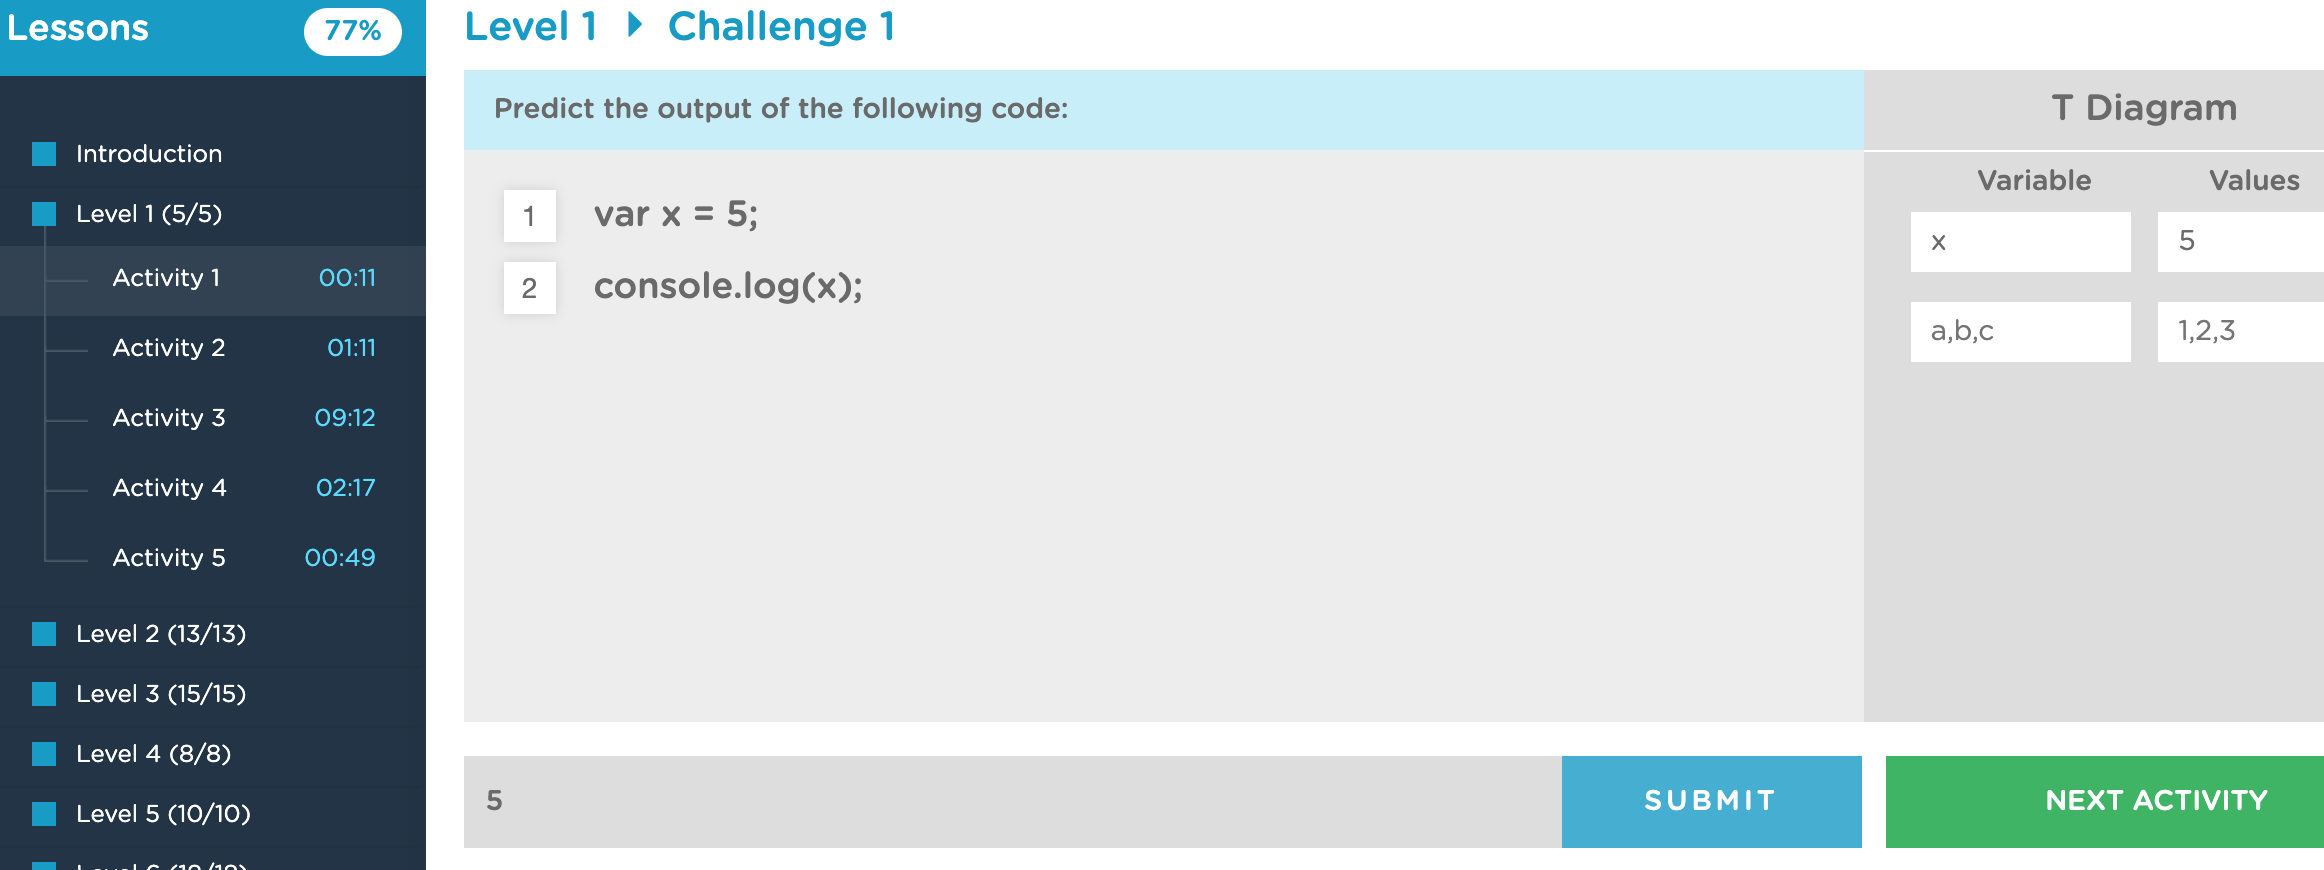 Lessons
77%
Introduction
Level 1 (5/5)
Activity 1 00:11
Activity 2 01:11
Activity 3 09:12
Activity 4 02:17
Activity 5 00:49
Level 2 (13/13)
Level 3 (15/15)
Level 4 (8/8)
Level 5 (10/10)
Level 1 Challenge 1
Predict the output of the following code:
1 var x = 5;
2 console.log(x);
T Diagram
Variable Values
x 5
a,b,c 1,2,3
5
SUBMIT
NEXT ACTIVITY